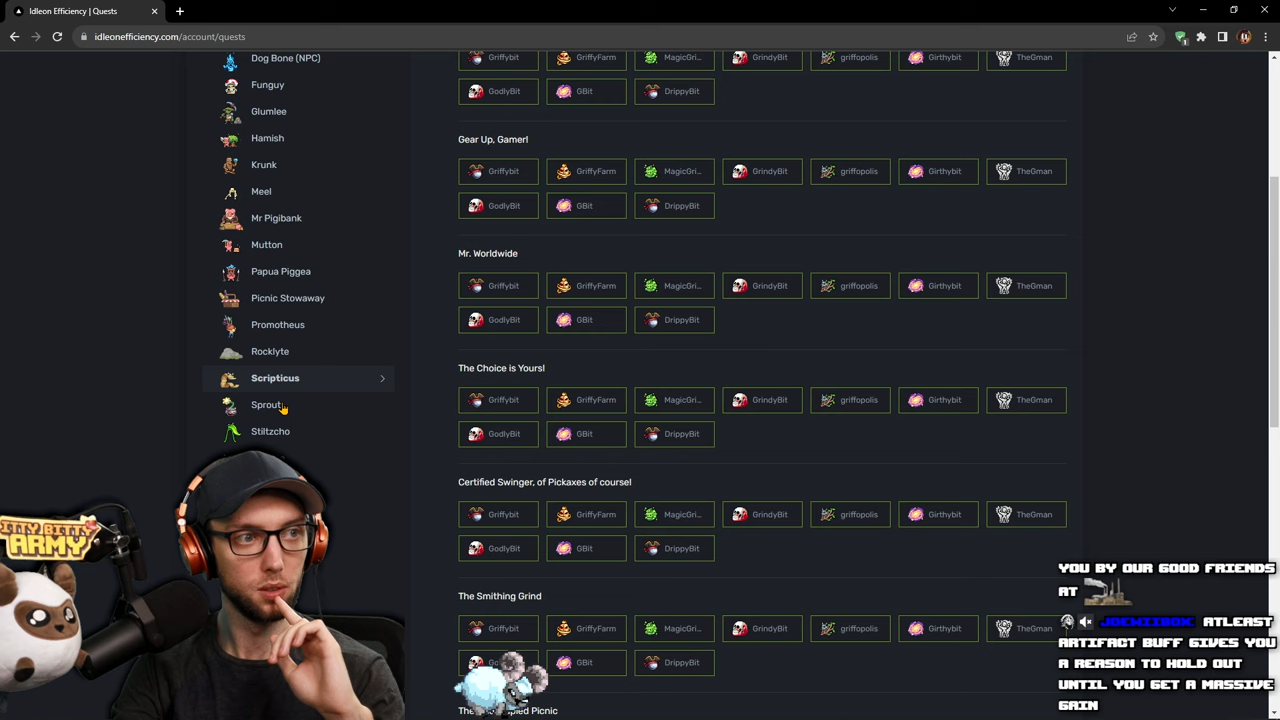 Idleon Efficiency | Quests
idleonefficiency.com/account/quests
Dog Bone (NPC)
Funguy
Glumlee
Hamish
Krunk
Meel
Mr Pigibank
Mutton
Papua Piggea
Picnic Stowaway
Promotheus
Rocklyte
Scripticus
Sprout
Stiltzcho
Griffybit GriffyFarm MagicGri... GrindyBit griffopolis Girthybit TheGman
GodlyBit GBit DrippyBit
Gear Up, Gamer!
Griffybit GriffyFarm MagicGri... GrindyBit griffopolis Girthybit TheGman
GodlyBit GBit DrippyBit
Mr. Worldwide
Griffybit GriffyFarm MagicGri... GrindyBit griffopolis Girthybit TheGman
GodlyBit GBit DrippyBit
The Choice is Yours!
Griffybit GriffyFarm MagicGri... GrindyBit griffopolis Girthybit TheGman
GodlyBit GBit DrippyBit
Certified Swinger, of Pickaxes of course!
Griffybit GriffyFarm MagicGri... GrindyBit griffopolis Girthybit TheGman
GodlyBit GBit DrippyBit
The Smithing Grind
Griffybit GriffyFarm MagicGri... GrindyBit griffopolis Girthybit TheGman
GBit DrippyBit
Picnic
ITTY BITTY
ARMY
YOU BY OUR GOOD FRIENDS
AT
JOEWIIBOX: ATLEAST
ARTIFACT BUFF GIVES YOU
A REASON TO HOLD OUT
UNTIL YOU GET A MASSIVE
GAIN